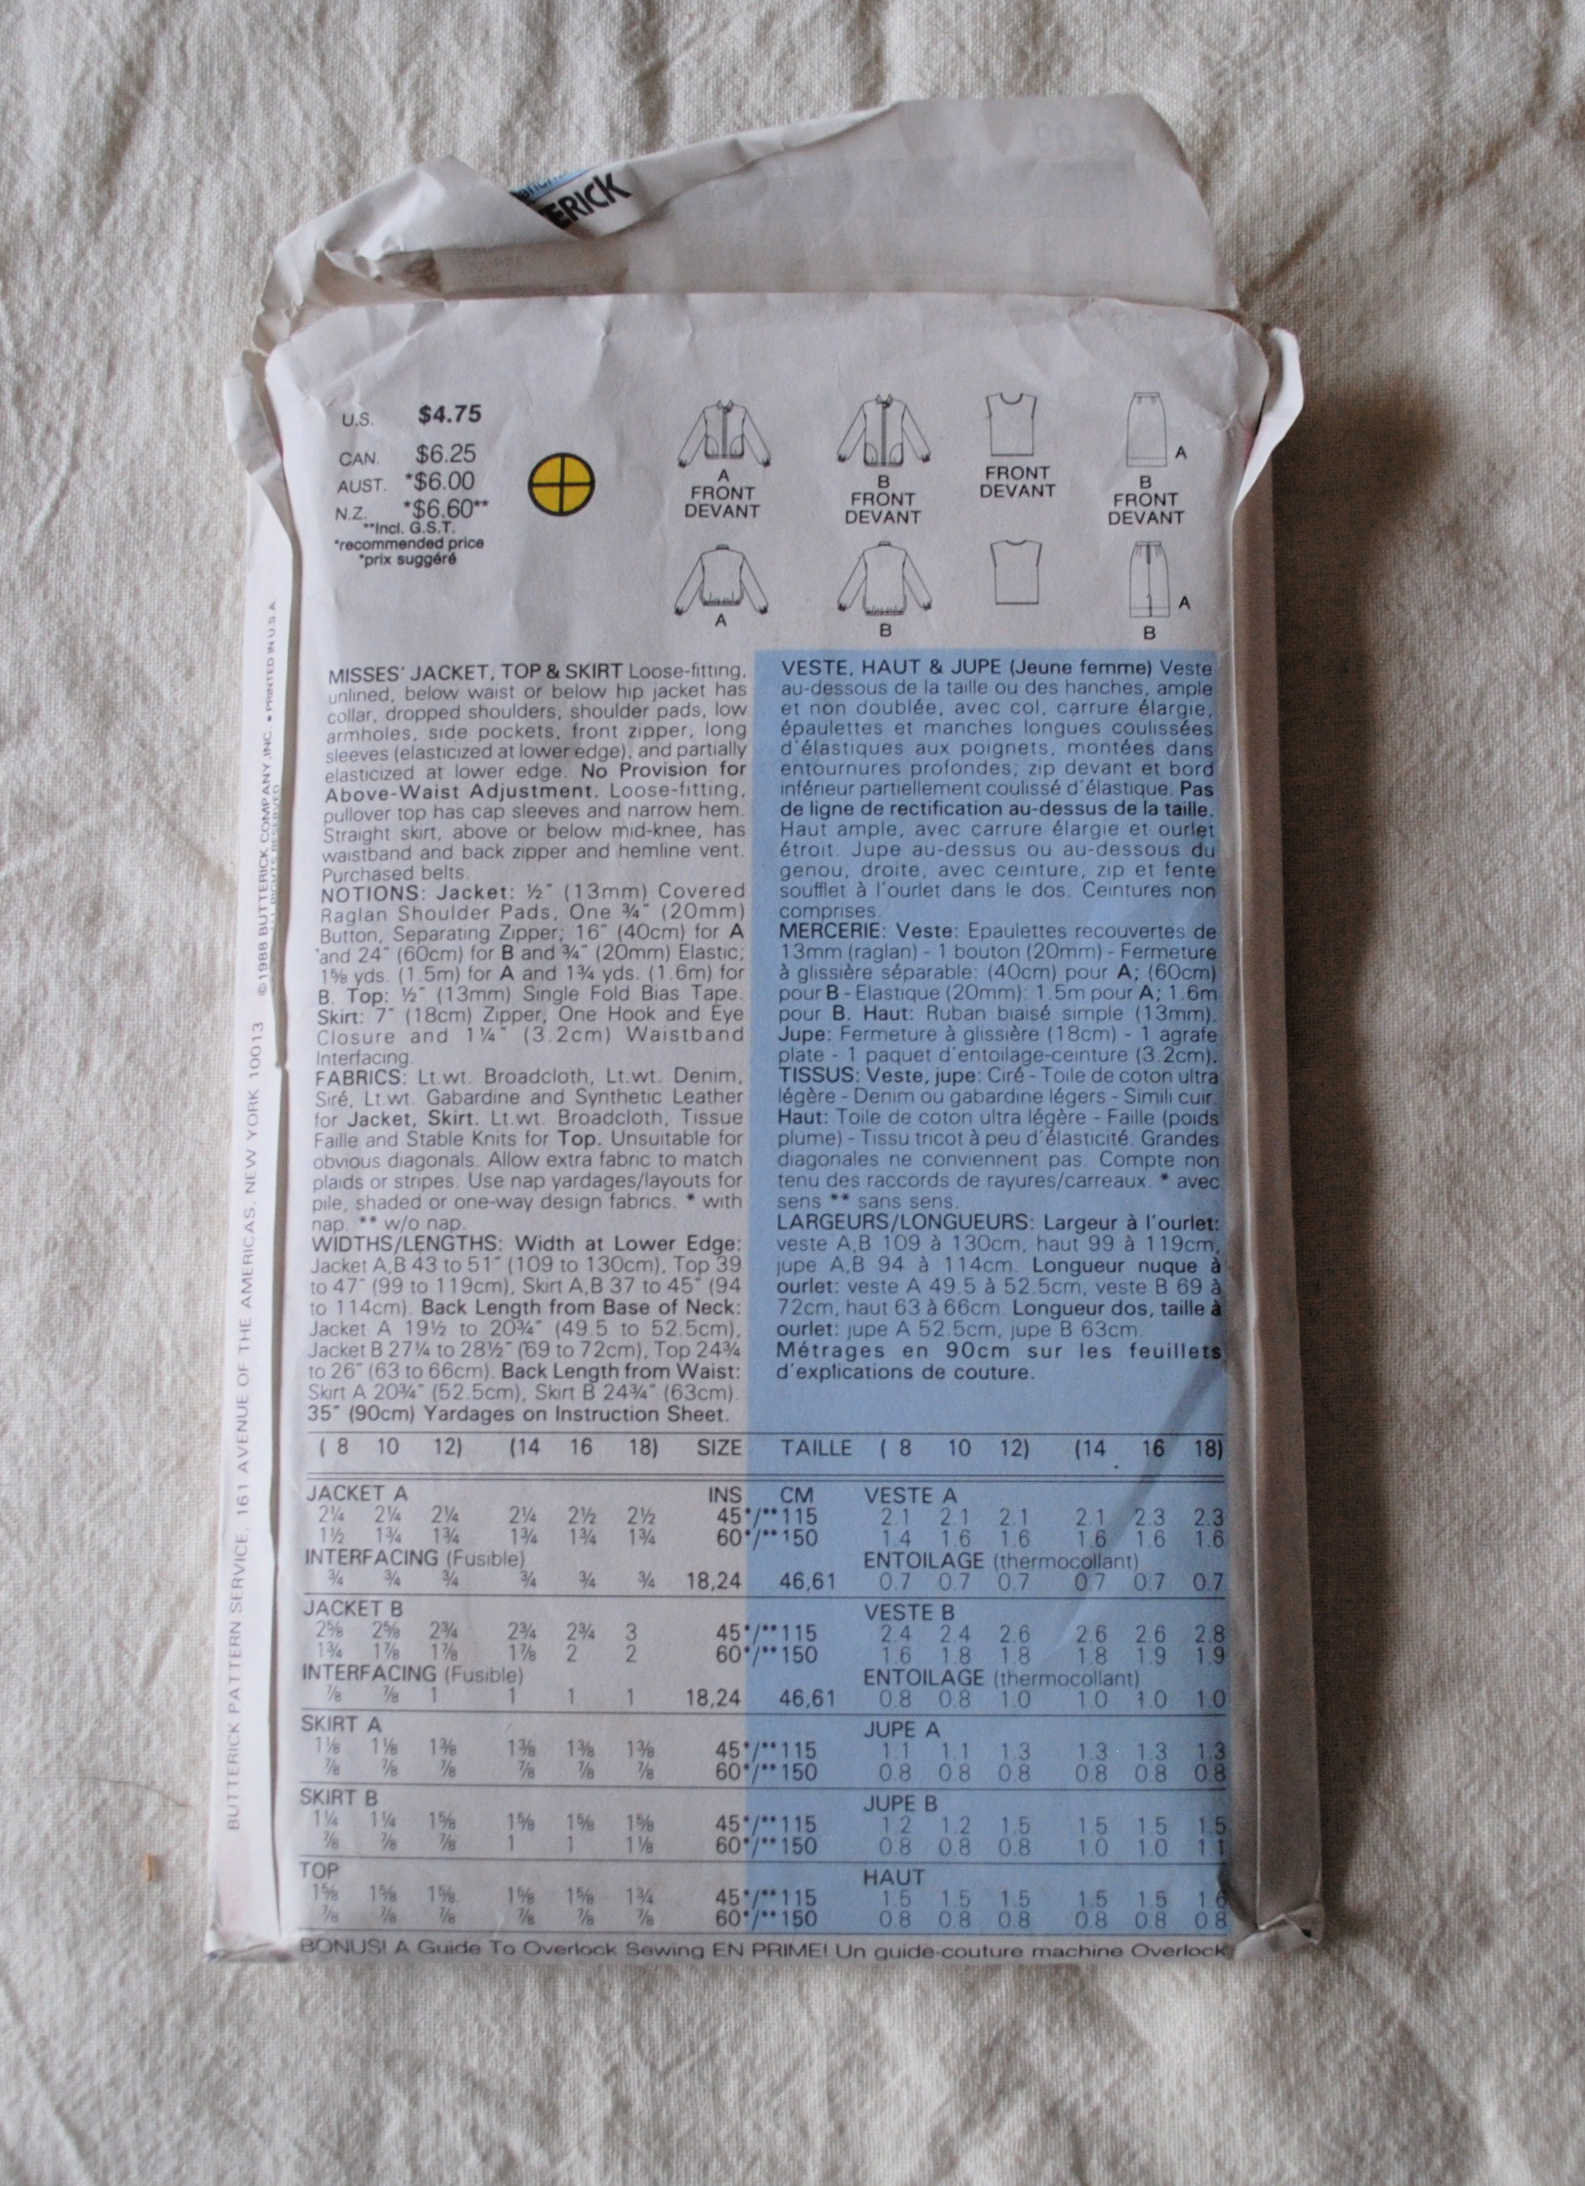 ERICK
U.S. $4.75
CAN. $6.25
AUST. *$6.00
N.Z. *$6.60**
**Incl. G.S.T.
*recommended price
*prix suggéré
A
FRONT
DEVANT
B
FRONT
DEVANT
FRONT
DEVANT
A
B
FRONT
DEVANT
A
B
A
B
MISSES' JACKET, TOP & SKIRT Loose-fitting,
unlined, below waist or below hip jacket has
collar, dropped shoulders, shoulder pads, low
armholes, side pockets, front zipper, long
sleeves (elasticized at lower edge), and partially
elasticized at lower edge. No Provision for
Above-Waist Adjustment. Loose-fitting,
pullover top has cap sleeves and narrow hem.
Straight skirt, above or below mid-knee, has
waistband and back zipper and hemline vent.
Purchased belts.
NOTIONS: Jacket: ½" (13mm) Covered
Raglan Shoulder Pads, One ¾" (20mm)
Button, Separating Zipper; 16" (40cm) for A
and 24" (60cm) for B and ¾" (20mm) Elastic;
1⅝ yds. (1.5m) for A and 1¾ yds. (1.6m) for
B. Top: ½" (13mm) Single Fold Bias Tape.
Skirt: 7" (18cm) Zipper, One Hook and Eye
Closure and 1¼" (3.2cm) Waistband
Interfacing.
FABRICS: Lt.wt. Broadcloth, Lt.wt. Denim,
Siré, Lt.wt. Gabardine and Synthetic Leather
for Jacket, Skirt. Lt.wt. Broadcloth, Tissue
Faille and Stable Knits for Top. Unsuitable for
obvious diagonals. Allow extra fabric to match
plaids or stripes. Use nap yardages/layouts for
pile, shaded or one-way design fabrics. * with
nap. ** w/o nap.
WIDTHS/LENGTHS: Width at Lower Edge:
Jacket A,B 43 to 51" (109 to 130cm), Top 39
to 47" (99 to 119cm), Skirt A,B 37 to 45" (94
to 114cm). Back Length from Base of Neck:
Jacket A 19½ to 20¾" (49.5 to 52.5cm),
Jacket B 27¼ to 28½" (69 to 72cm), Top 24¾
to 26" (63 to 66cm). Back Length from Waist:
Skirt A 20¾" (52.5cm), Skirt B 24¾" (63cm).
35" (90cm) Yardages on Instruction Sheet.
VESTE, HAUT & JUPE (Jeune femme) Veste
au-dessous de la taille ou des hanches, ample
et non doublée, avec col, carrure élargie,
épaulettes et manches longues coulissées
d'élastiques aux poignets, montées dans
entournures profondes; zip devant et bord
inférieur partiellement coulissé d'élastique. Pas
de ligne de rectification au-dessus de la taille.
Haut ample, avec carrure élargie et ourlet
étroit. Jupe au-dessus ou au-dessous du
genou, droite, avec ceinture, zip et fente
soufflet à l'ourlet dans le dos. Ceintures non
comprises.
MERCERIE: Veste: Epaulettes recouvertes de
13mm (raglan) - 1 bouton (20mm) - Fermeture
à glissière séparable: (40cm) pour A; (60cm)
pour B - Elastique (20mm): 1.5m pour A; 1.6m
pour B. Haut: Ruban biaisé simple (13mm).
Jupe: Fermeture à glissière (18cm) - 1 agrafe
plate - 1 paquet d'entoilage-ceinture (3.2cm).
TISSUS: Veste, jupe: Ciré - Toile de coton ultra
légère - Denim ou gabardine légers - Simili cuir.
Haut: Toile de coton ultra légère - Faille (poids
plume) - Tissu tricot à peu d'élasticité. Grandes
diagonales ne conviennent pas. Compte non
tenu des raccords de rayures/carreaux. * avec
sens ** sans sens.
LARGEURS/LONGUEURS: Largeur à l'ourlet:
veste A,B 109 à 130cm, haut 99 à 119cm,
jupe A,B 94 à 114cm. Longueur nuque à
ourlet: veste A 49.5 à 52.5cm, veste B 69 à
72cm, haut 63 à 66cm. Longueur dos, taille à
ourlet: jupe A 52.5cm, jupe B 63cm.
Métrages en 90cm sur les feuillets
d'explications de couture.
( 8 10 12) (14 16 18) SIZE TAILLE ( 8 10 12) (14 16 18)
JACKET A INS CM VESTE A
2¼ 2¼ 2¼ 2¼ 2½ 2½ 45*/**115 2.1 2.1 2.1 2.1 2.3 2.3
1½ 1¾ 1¾ 1¾ 1¾ 1¾ 60*/**150 1.4 1.6 1.6 1.6 1.6 1.6
INTERFACING (Fusible) ENTOILAGE (thermocollant)
¾ ¾ ¾ ¾ ¾ ¾ 18,24 46,61 0.7 0.7 0.7 0.7 0.7 0.7
JACKET B VESTE B
2⅝ 2⅝ 2¾ 2¾ 2¾ 3 45*/**115 2.4 2.4 2.6 2.6 2.6 2.8
1¾ 1⅞ 1⅞ 1⅞ 2 2 60*/**150 1.6 1.8 1.8 1.8 1.9 1.9
INTERFACING (Fusible) ENTOILAGE (thermocollant)
⅞ ⅞ 1 1 1 1 18,24 46,61 0.8 0.8 1.0 1.0 1.0 1.0
SKIRT A JUPE A
1⅛ 1⅛ 1⅜ 1⅜ 1⅜ 1⅜ 45*/**115 1.1 1.1 1.3 1.3 1.3 1.3
⅞ ⅞ ⅞ ⅞ ⅞ ⅞ 60*/**150 0.8 0.8 0.8 0.8 0.8 0.8
SKIRT B JUPE B
1¼ 1¼ 1⅝ 1⅝ 1⅝ 1⅝ 45*/**115 1.2 1.2 1.5 1.5 1.5 1.5
⅞ ⅞ ⅞ 1 1 1⅛ 60*/**150 0.8 0.8 0.8 1.0 1.0 1.1
TOP HAUT
1⅝ 1⅝ 1⅝ 1⅝ 1⅝ 1¾ 45*/**115 1.5 1.5 1.5 1.5 1.5 1.6
⅞ ⅞ ⅞ ⅞ ⅞ ⅞ 60*/**150 0.8 0.8 0.8 0.8 0.8 0.8
BONUS! A Guide To Overlock Sewing EN PRIME! Un guide-couture machine Overlock
BUTTERICK PATTERN SERVICE, 161 AVENUE OF THE AMERICAS, NEW YORK 10013 © 1988 BUTTERICK COMPANY, INC. • PRINTED IN U.S.A.
ALL RIGHTS RESERVED